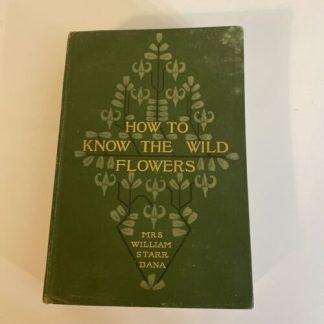 HOW TO
KNOW THE WILD
FLOWERS
MRS
WILLIAM
STARR
DANA